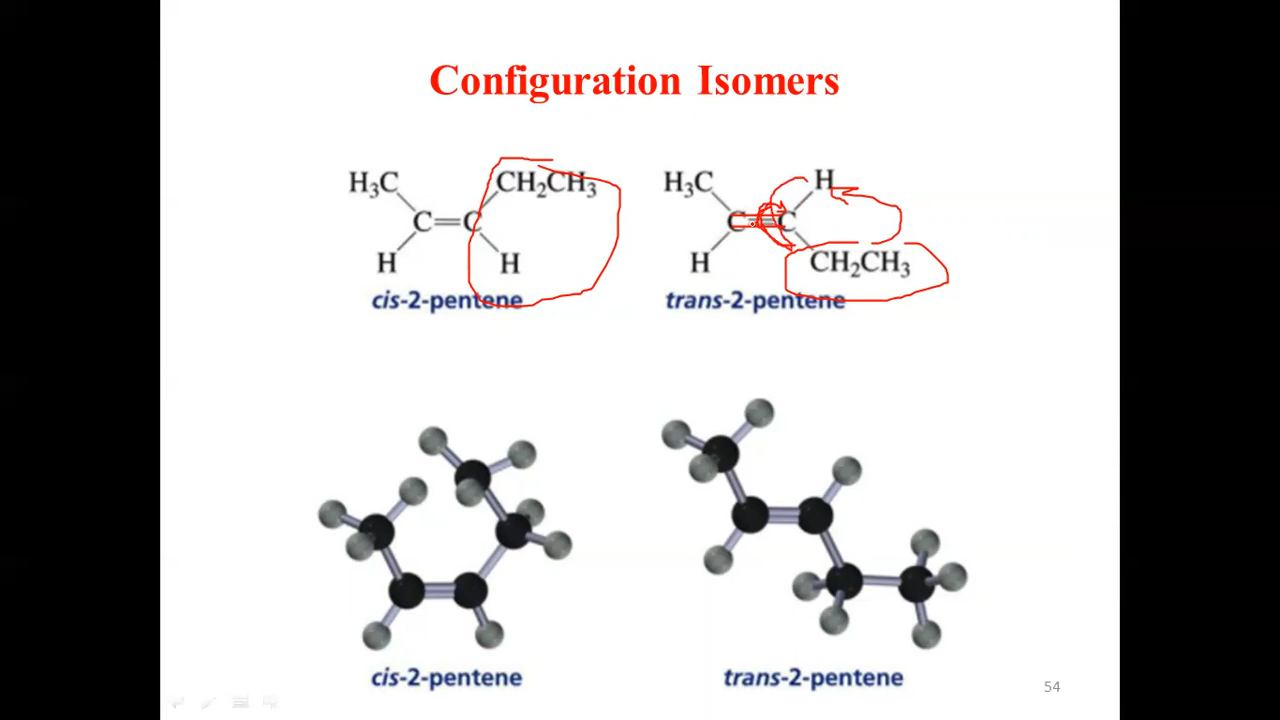 Configuration Isomers
H₃C CH₂CH₃
C=C
H H
cis-2-pentene
H₃C H
C=C
H CH₂CH₃
trans-2-pentene
cis-2-pentene
trans-2-pentene
54